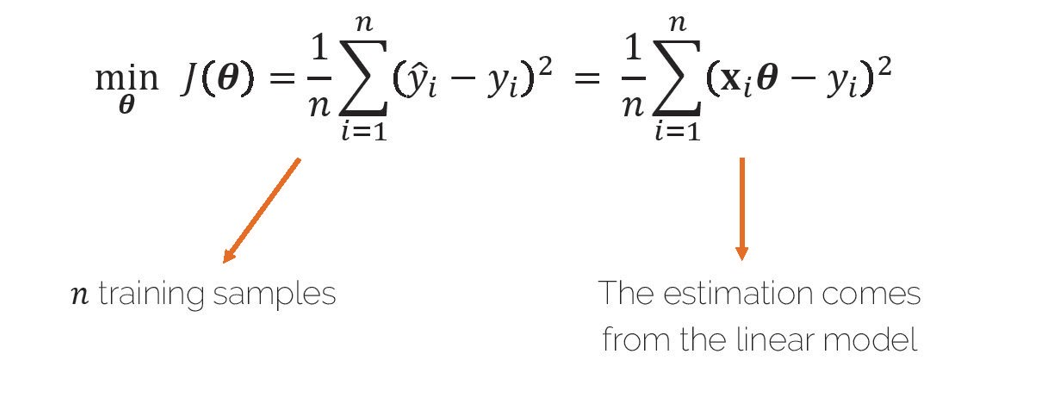 min_θ J(θ) = 1/n ∑_{i=1}^{n} (ŷ_i − y_i)² = 1/n ∑_{i=1}^{n} (x_i θ − y_i)²
n training samples
The estimation comes
from the linear model